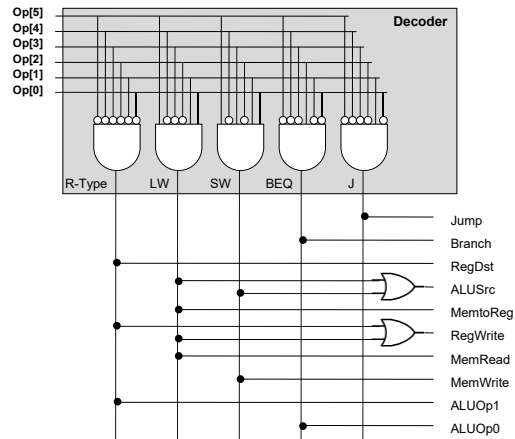 Op[5]
Decoder
Op[4]
Op[3]
Op[2]
Op[1]
Op[0]
R-Type
LW
SW
BEQ
J
Jump
Branch
RegDst
ALUSrc
MemtoReg
RegWrite
MemRead
MemWrite
ALUOp1
ALUOp0